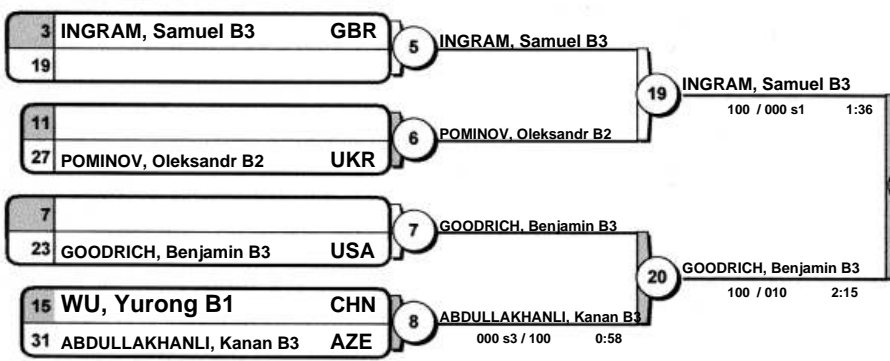 3 INGRAM, Samuel B3 GBR
19
5
INGRAM, Samuel B3
11
27 POMINOV, Oleksandr B2 UKR
6
POMINOV, Oleksandr B2
19
INGRAM, Samuel B3
100 / 000 s1 1:36
7
23 GOODRICH, Benjamin B3 USA
7
GOODRICH, Benjamin B3
15 WU, Yurong B1 CHN
31 ABDULLAKHANLI, Kanan B3 AZE
8
ABDULLAKHANLI, Kanan B3
000 s3 / 100 0:58
20
GOODRICH, Benjamin B3
100 / 010 2:15